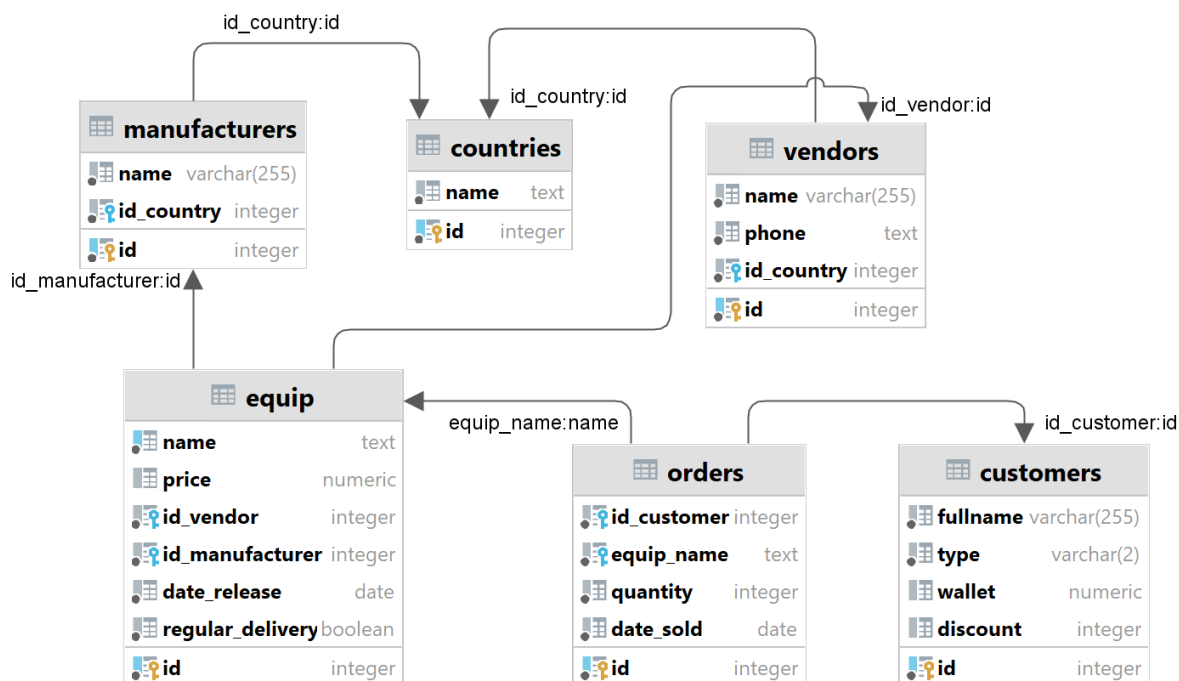 id_country:id
id_country:id
id_vendor:id
manufacturers
name varchar(255)
id_country integer
id integer
countries
name text
id integer
vendors
name varchar(255)
phone text
id_country integer
id integer
id_manufacturer:id
equip
name text
price numeric
id_vendor integer
id_manufacturer integer
date_release date
regular_delivery boolean
id integer
equip_name:name
id_customer:id
orders
id_customer integer
equip_name text
quantity integer
date_sold date
id integer
customers
fullname varchar(255)
type varchar(2)
wallet numeric
discount integer
id integer